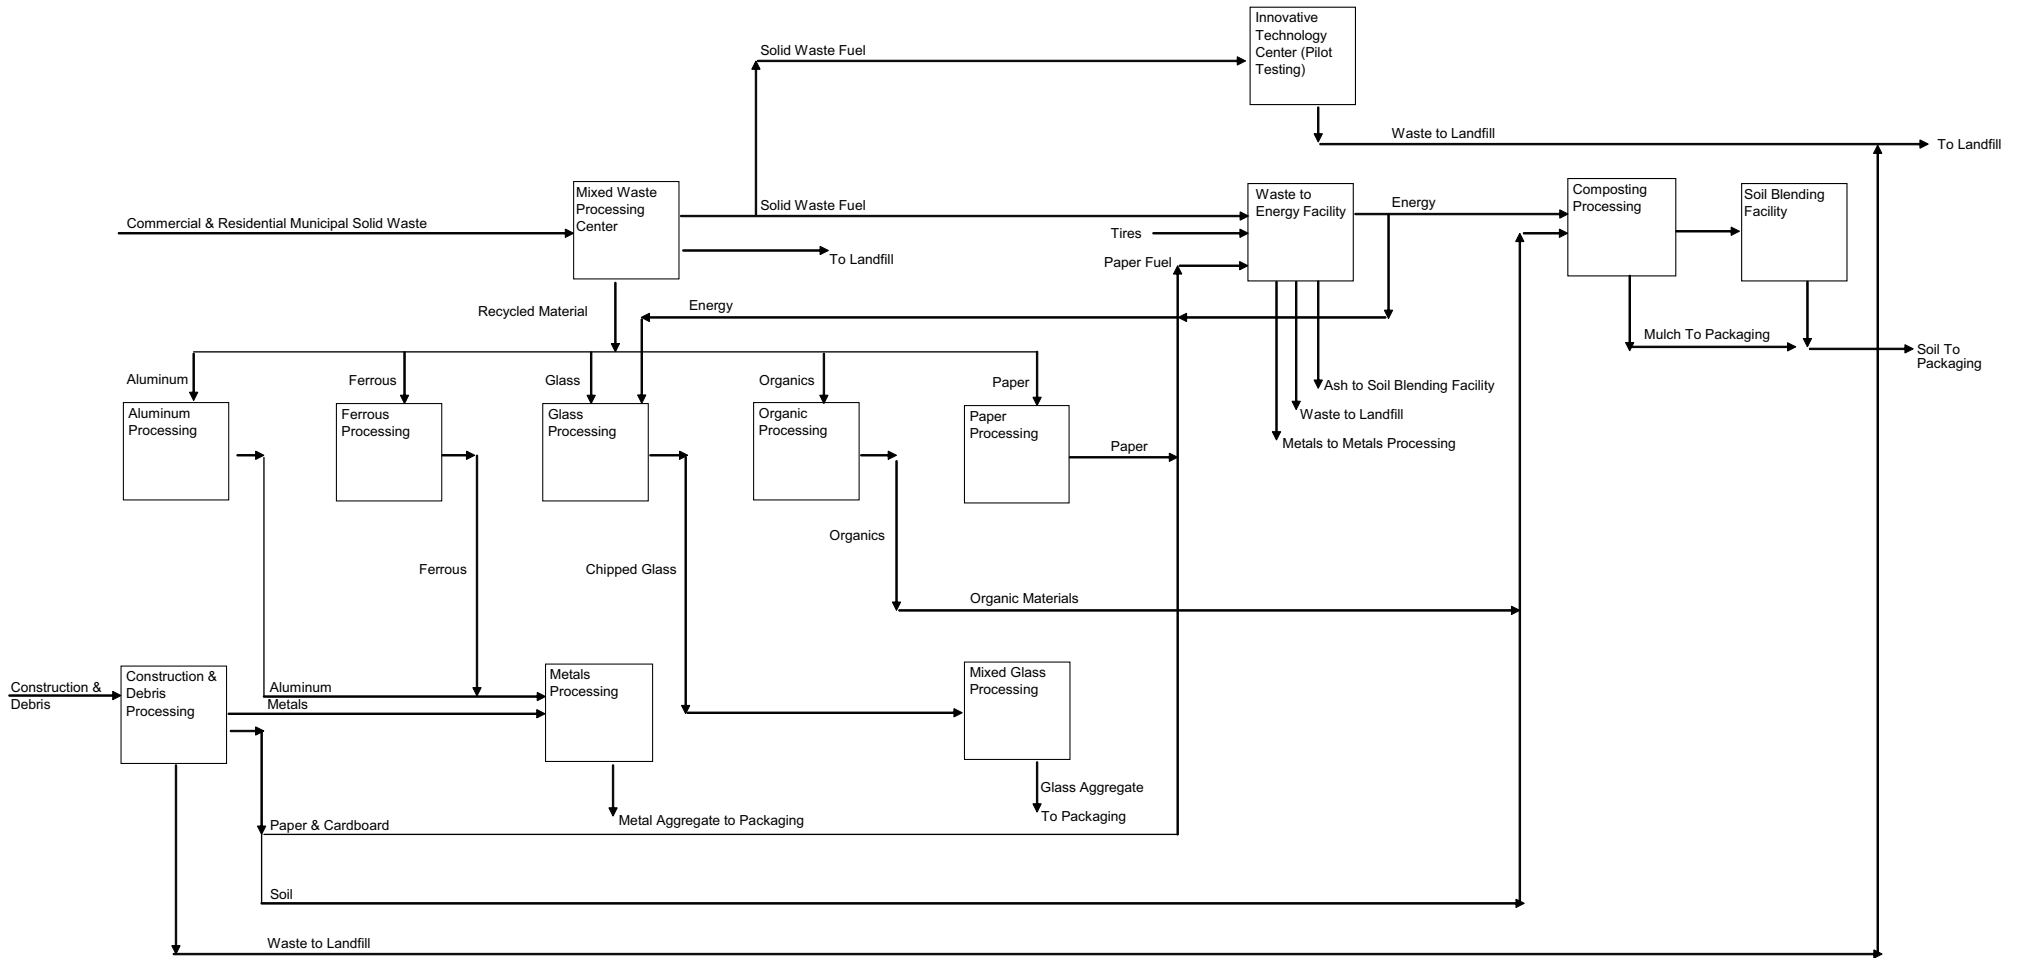 Innovative
Technology
Center (Pilot
Testing)
Solid Waste Fuel
Waste to Landfill
To Landfill
Mixed Waste
Processing
Center
Commercial & Residential Municipal Solid Waste
Solid Waste Fuel
To Landfill
Recycled Material
Tires
Paper Fuel
Waste to
Energy Facility
Energy
Composting
Processing
Soil Blending
Facility
Energy
Mulch To Packaging
Soil To
Packaging
Ash to Soil Blending Facility
Waste to Landfill
Metals to Metals Processing
Aluminum
Ferrous
Glass
Organics
Paper
Aluminum
Processing
Ferrous
Processing
Glass
Processing
Organic
Processing
Paper
Processing
Paper
Ferrous
Chipped Glass
Organics
Organic Materials
Construction &
Debris
Construction &
Debris
Processing
Aluminum
Metals
Metals
Processing
Mixed Glass
Processing
Metal Aggregate to Packaging
Glass Aggregate
To Packaging
Paper & Cardboard
Soil
Waste to Landfill